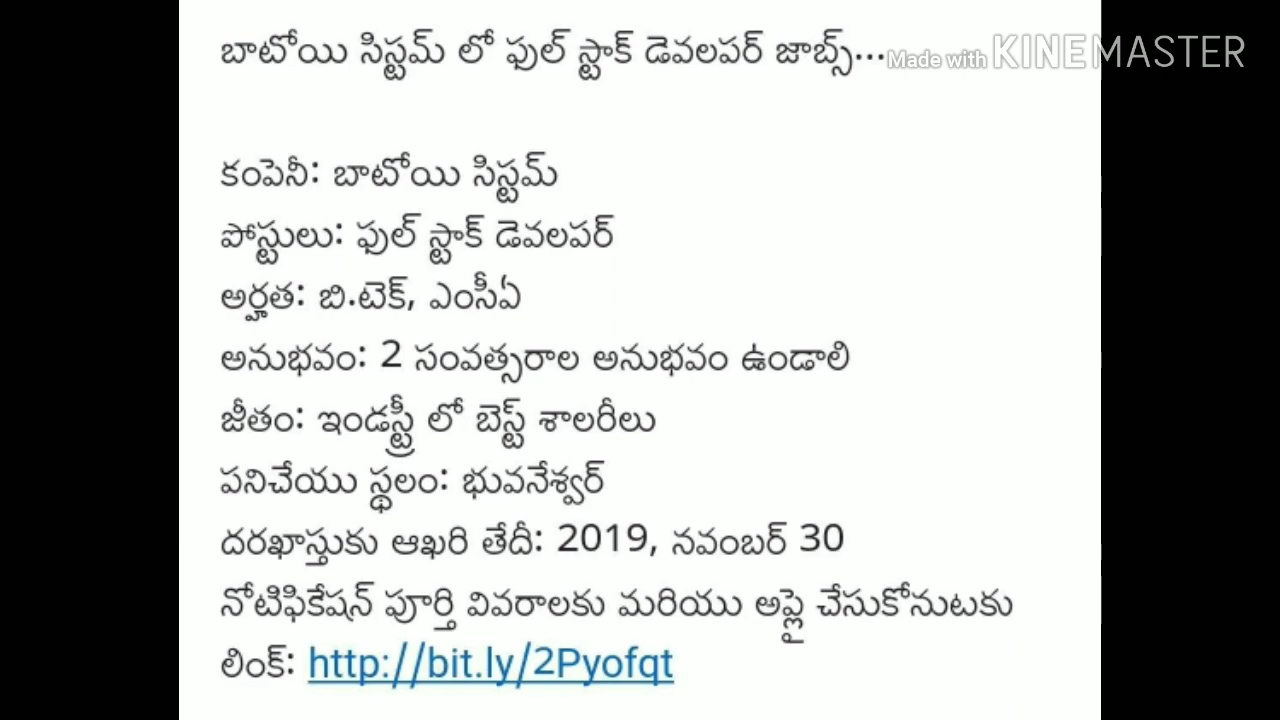 బాటోయి సిస్టమ్ లో ఫుల్ స్టాక్ డెవలపర్ జాబ్స్...
Made with KINEMASTER
కంపెనీ: బాటోయి సిస్టమ్
పోస్టులు: ఫుల్ స్టాక్ డెవలపర్
అర్హత: బి.టెక్, ఎంసీఏ
అనుభవం: 2 సంవత్సరాల అనుభవం ఉండాలి
జీతం: ఇండస్ట్రీ లో బెస్ట్ శాలరీలు
పనిచేయు స్థలం: భువనేశ్వర్
దరఖాస్తుకు ఆఖరి తేదీ: 2019, నవంబర్ 30
నోటిఫికేషన్ పూర్తి వివరాలకు మరియు అప్లై చేసుకోనుటకు
లింక్: http://bit.ly/2Pyofqt